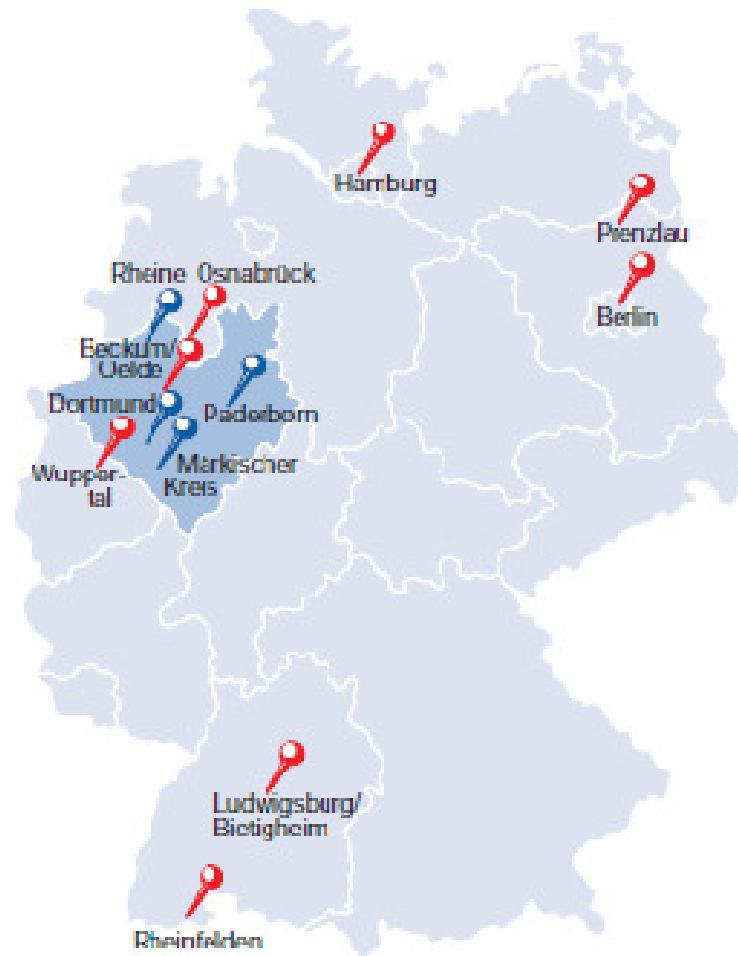 Hamburg
Prenzlau
Berlin
Rheine
Osnabrück
Beckum/
Oelde
Dortmund
Paderborn
Märkischer
Kreis
Wupper-
tal
Ludwigsburg/
Bietigheim
Rheinfelden